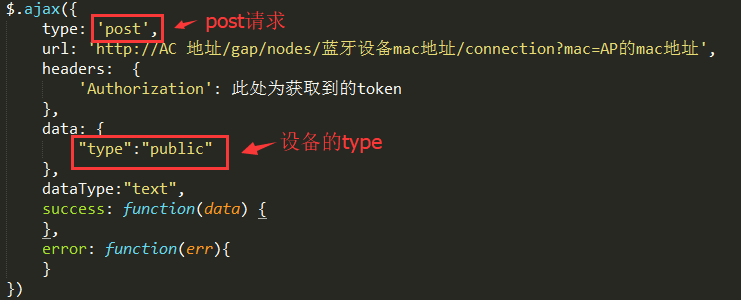 $.ajax({
type: 'post', post请求
url: 'http://AC 地址/gap/nodes/蓝牙设备mac地址/connection?mac=AP的mac地址',
headers: {
'Authorization': 此处为获取到的token
},
data: {
"type":"public" 设备的type
},
dataType:"text",
success: function(data) {
},
error: function(err){
}
})